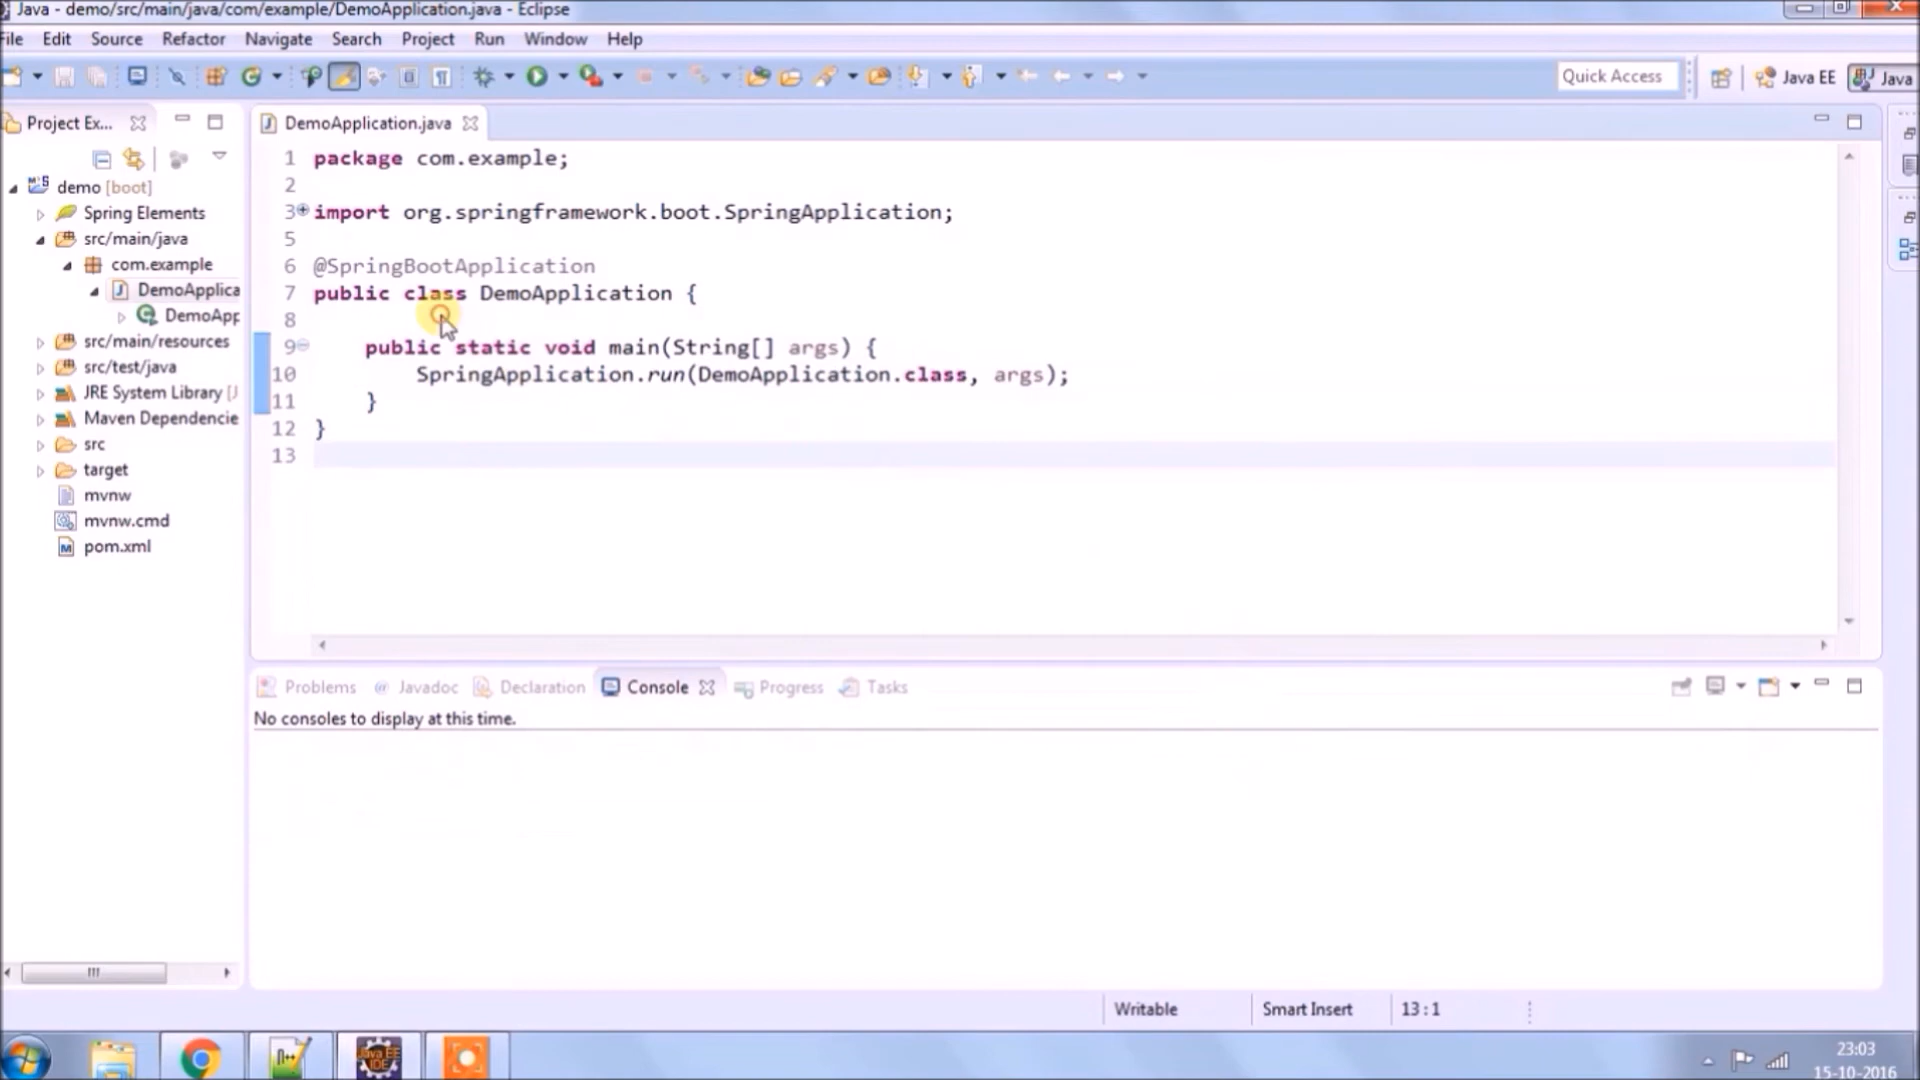 Java - demo/src/main/java/com/example/DemoApplication.java - Eclipse
File Edit Source Refactor Navigate Search Project Run Window Help
Quick Access Java EE Java
Project Ex...
demo [boot]
Spring Elements
src/main/java
com.example
DemoApplica
DemoApp
src/main/resources
src/test/java
JRE System Library [J
Maven Dependencie
src
target
mvnw
mvnw.cmd
pom.xml
DemoApplication.java
1 package com.example;
2
3 import org.springframework.boot.SpringApplication;
5
6 @SpringBootApplication
7 public class DemoApplication {
8
9 public static void main(String[] args) {
10 SpringApplication.run(DemoApplication.class, args);
11 }
12 }
13
Problems Javadoc Declaration Console Progress Tasks
No consoles to display at this time.
Writable Smart Insert 13 : 1
Java EE
IDE
23:03
15-10-2016